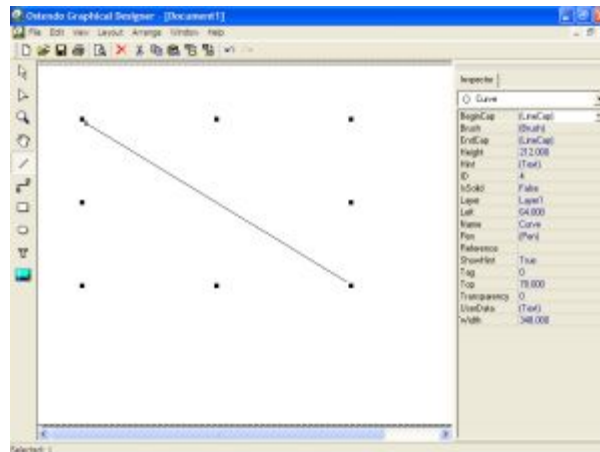 Ostendo Graphical Designer - [Document1]
File Edit View Layout Arrange Window Help
Inspector
Curve
BeginCap (LineCap)
Brush (Brush)
EndCap (LineCap)
Height 212.000
Hint (Text)
ID 4
IsSolid False
Layer Layer1
Left 64.000
Name Curve
Pen (Pen)
Reference
ShowHint True
Tag 0
Top 70.000
Transparency 0
UserData (Text)
Width 348.000
Selected: 1